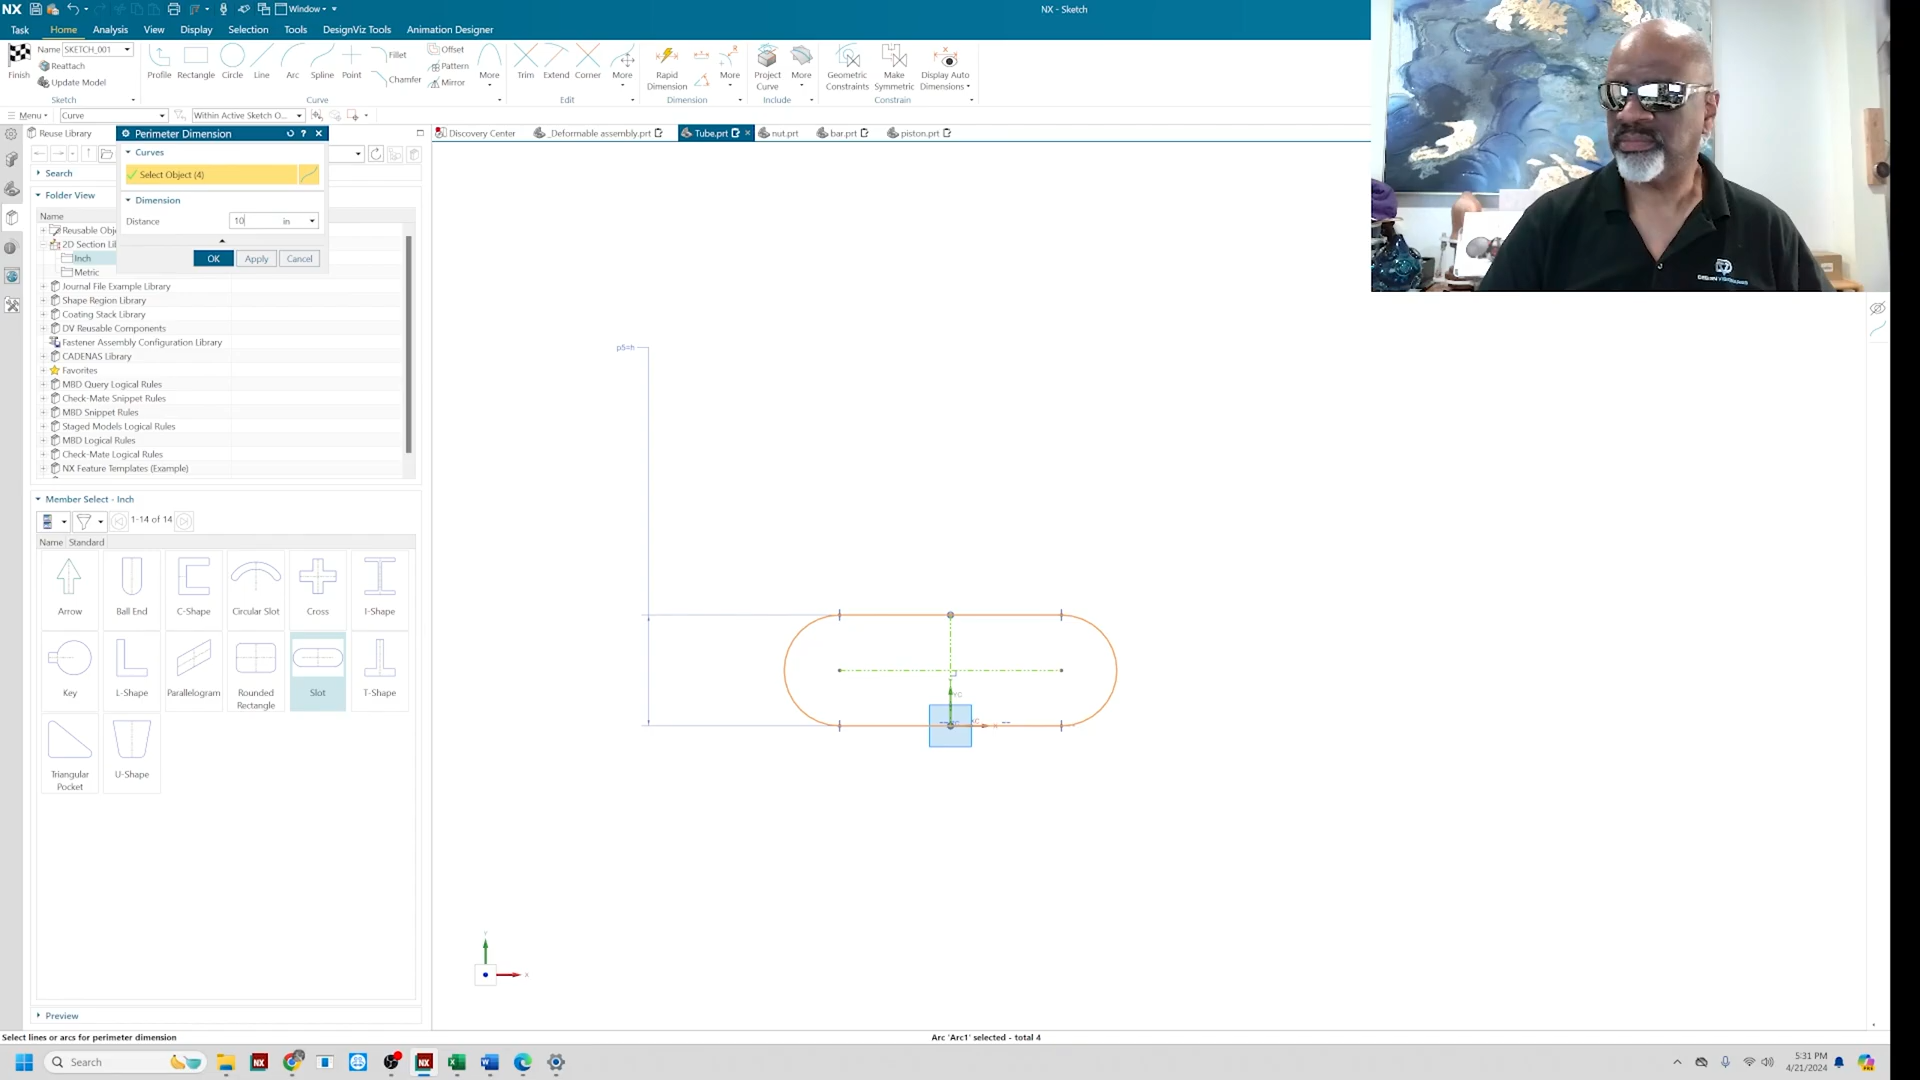 NX
Window
NX - Sketch
Task
Home
Analysis
View
Display
Selection
Tools
DesignViz Tools
Animation Designer
Name SKETCH_001
Reattach
Update Model
Finish
Profile
Rectangle
Circle
Line
Arc
Spline
Point
Fillet
Chamfer
Offset
Pattern
Mirror
More
Trim
Extend
Corner
More
Rapid
Dimension
More
Project
Curve
More
Geometric
Constraints
Make
Symmetric
Display Auto
Dimensions
Sketch
Curve
Edit
Dimension
Include
Constrain
Menu
Curve
Within Active Sketch O...
Reuse Library
Perimeter Dimension
Discovery Center
_Deformable assembly.prt
Tube.prt
nut.prt
bar.prt
piston.prt
Curves
Select Object (4)
Dimension
Distance
10
in
OK
Apply
Cancel
Search
Folder View
Name
Reusable Obje
2D Section Lib
Inch
Metric
Journal File Example Library
Shape Region Library
Coating Stack Library
DV Reusable Components
Fastener Assembly Configuration Library
CADENAS Library
Favorites
MBD Query Logical Rules
Check-Mate Snippet Rules
MBD Snippet Rules
Staged Models Logical Rules
MBD Logical Rules
Check-Mate Logical Rules
NX Feature Templates (Example)
Member Select - Inch
1-14 of 14
Name Standard
Arrow
Ball End
C-Shape
Circular Slot
Cross
I-Shape
Key
L-Shape
Parallelogram
Rounded
Rectangle
Slot
T-Shape
Triangular
Pocket
U-Shape
Preview
p5=h
YC
XC
X
Y
X
Select lines or arcs for perimeter dimension
Arc 'Arc1' selected - total 4
Search
5:31 PM
4/21/2024